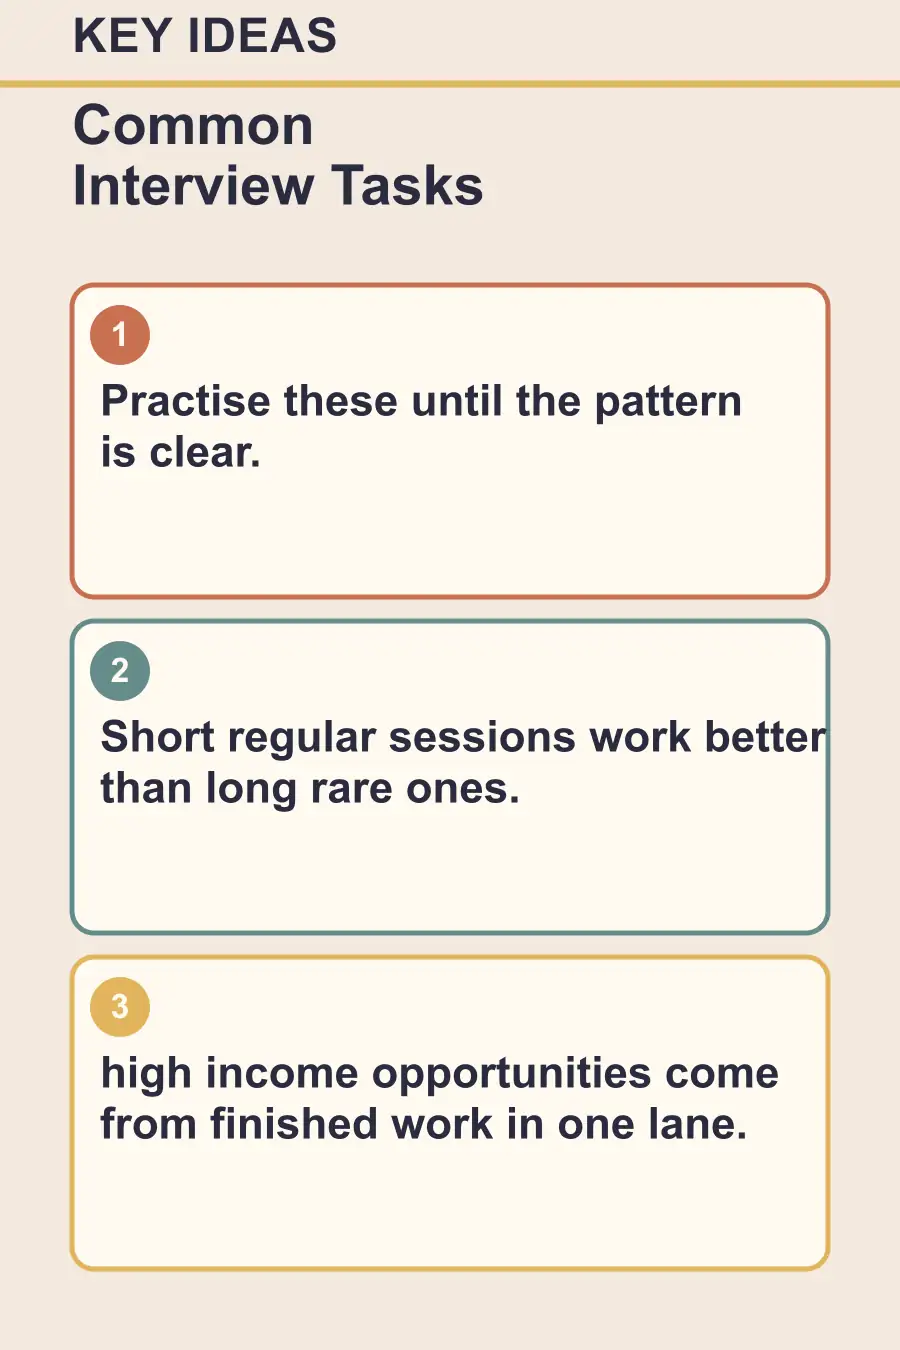 KEY IDEAS
Common
Interview Tasks
1
Practise these until the pattern
is clear.
2
Short regular sessions work better
than long rare ones.
3
high income opportunities come
from finished work in one lane.